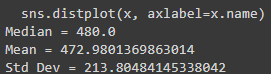 sns.distplot(x, axlabel=x.name)
Median = 480.0
Mean = 472.9801369863014
Std Dev = 213.80484145338042